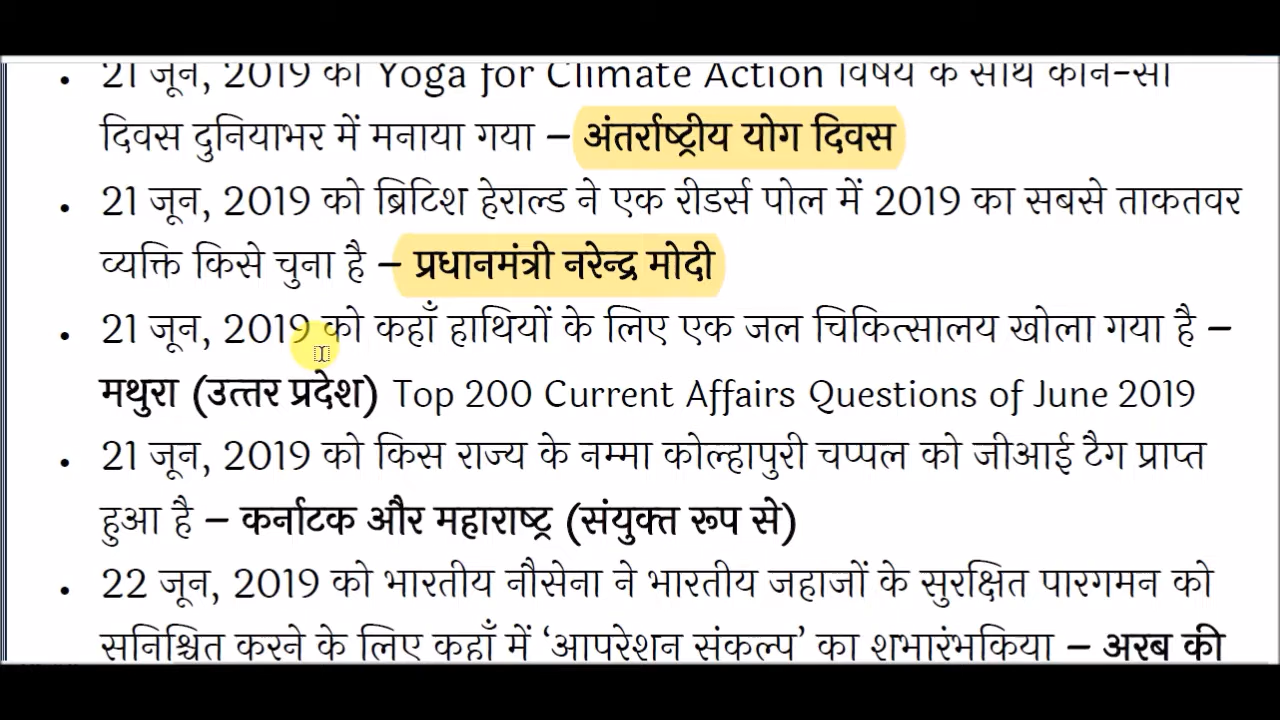 21 जून, 2019 को Yoga for Climate Action विषय के साथ कौन-सा
दिवस दुनियाभर में मनाया गया – अंतर्राष्ट्रीय योग दिवस
21 जून, 2019 को ब्रिटिश हेराल्ड ने एक रीडर्स पोल में 2019 का सबसे ताकतवर
व्यक्ति किसे चुना है – प्रधानमंत्री नरेन्द्र मोदी
21 जून, 2019 को कहाँ हाथियों के लिए एक जल चिकित्सालय खोला गया है –
मथुरा (उत्तर प्रदेश) Top 200 Current Affairs Questions of June 2019
21 जून, 2019 को किस राज्य के नम्मा कोल्हापुरी चप्पल को जीआई टैग प्राप्त
हुआ है – कर्नाटक और महाराष्ट्र (संयुक्त रूप से)
22 जून, 2019 को भारतीय नौसेना ने भारतीय जहाजों के सुरक्षित पारगमन को
सुनिश्चित करने के लिए कहाँ में ‘आपरेशन संकल्प’ का शुभारंभकिया – अरब की